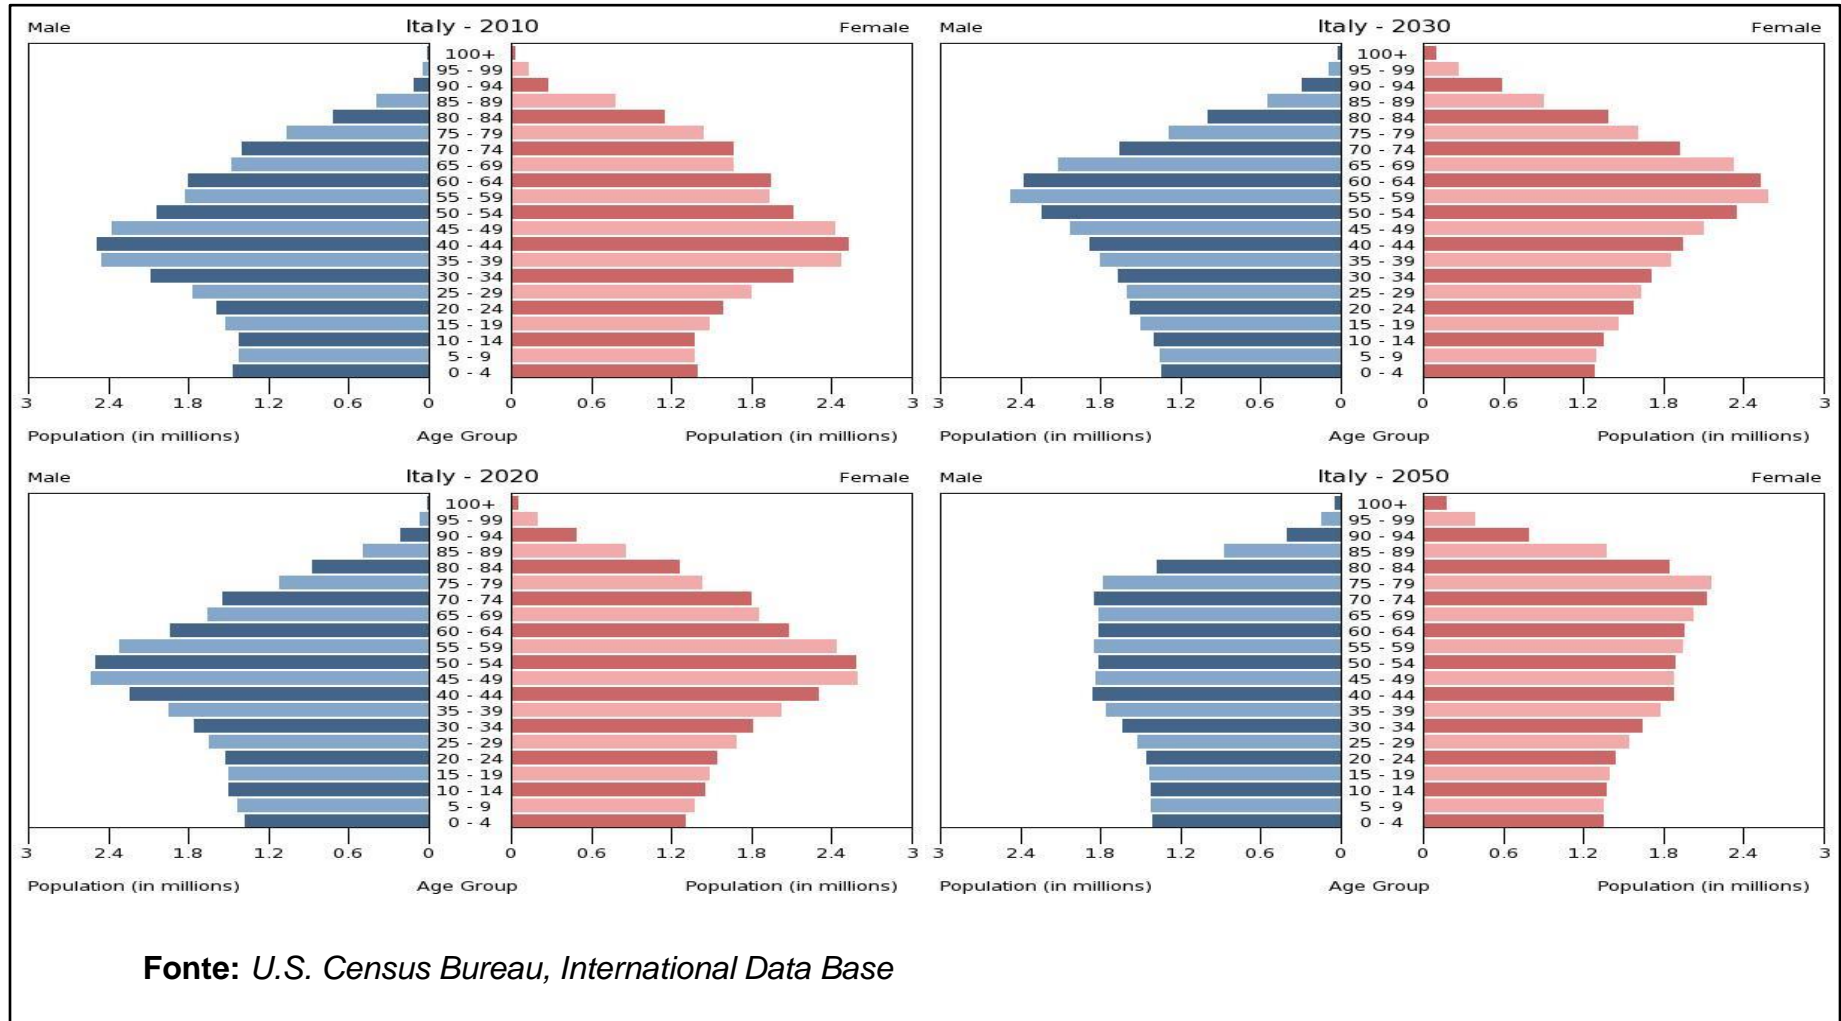 Male Italy - 2010 Female
100+
95 - 99
90 - 94
85 - 89
80 - 84
75 - 79
70 - 74
65 - 69
60 - 64
55 - 59
50 - 54
45 - 49
40 - 44
35 - 39
30 - 34
25 - 29
20 - 24
15 - 19
10 - 14
5 - 9
0 - 4
3 2.4 1.8 1.2 0.6 0 0 0.6 1.2 1.8 2.4 3
Population (in millions) Age Group Population (in millions)
Male Italy - 2030 Female
100+
95 - 99
90 - 94
85 - 89
80 - 84
75 - 79
70 - 74
65 - 69
60 - 64
55 - 59
50 - 54
45 - 49
40 - 44
35 - 39
30 - 34
25 - 29
20 - 24
15 - 19
10 - 14
5 - 9
0 - 4
3 2.4 1.8 1.2 0.6 0 0 0.6 1.2 1.8 2.4 3
Population (in millions) Age Group Population (in millions)
Male Italy - 2020 Female
100+
95 - 99
90 - 94
85 - 89
80 - 84
75 - 79
70 - 74
65 - 69
60 - 64
55 - 59
50 - 54
45 - 49
40 - 44
35 - 39
30 - 34
25 - 29
20 - 24
15 - 19
10 - 14
5 - 9
0 - 4
3 2.4 1.8 1.2 0.6 0 0 0.6 1.2 1.8 2.4 3
Population (in millions) Age Group Population (in millions)
Male Italy - 2050 Female
100+
95 - 99
90 - 94
85 - 89
80 - 84
75 - 79
70 - 74
65 - 69
60 - 64
55 - 59
50 - 54
45 - 49
40 - 44
35 - 39
30 - 34
25 - 29
20 - 24
15 - 19
10 - 14
5 - 9
0 - 4
3 2.4 1.8 1.2 0.6 0 0 0.6 1.2 1.8 2.4 3
Population (in millions) Age Group Population (in millions)
Fonte: U.S. Census Bureau, International Data Base